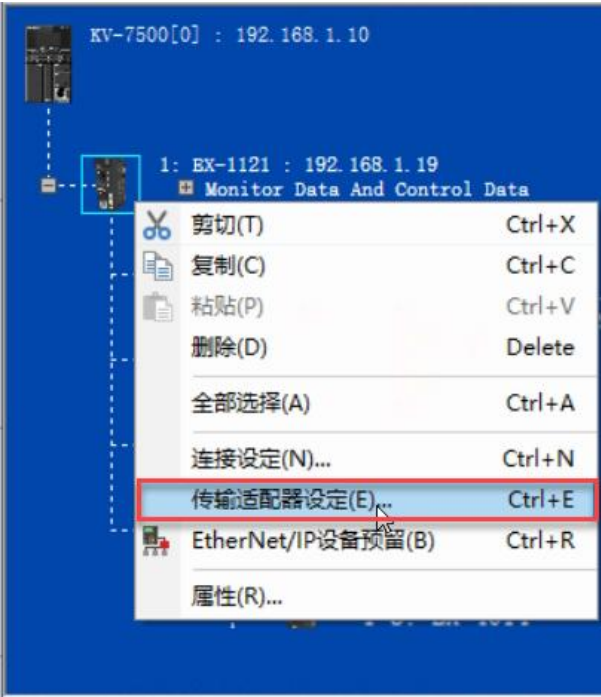 KV-7500[0] : 192.168.1.10
1: BX-1121 : 192.168.1.19
Monitor Data And Control Data
剪切(T) Ctrl+X
复制(C) Ctrl+C
粘贴(P) Ctrl+V
删除(D) Delete
全部选择(A) Ctrl+A
连接设定(N)... Ctrl+N
传输适配器设定(E)... Ctrl+E
EtherNet/IP设备预留(B) Ctrl+R
属性(R)...